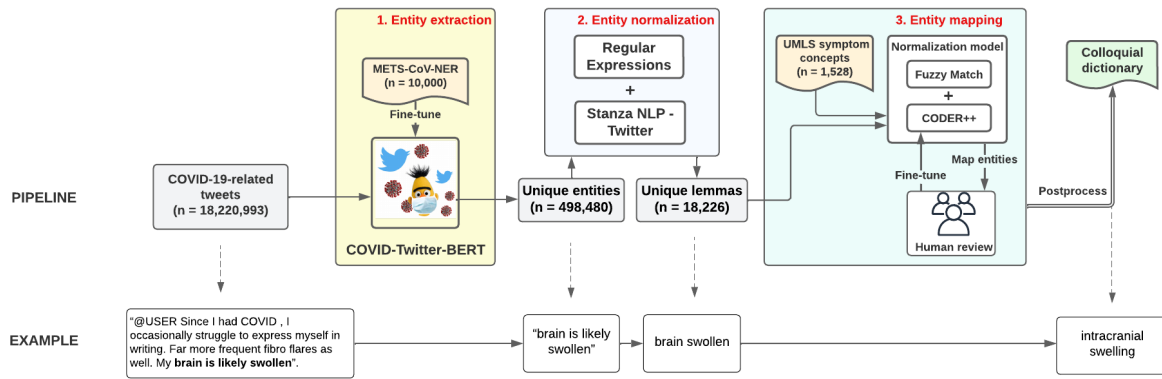 1. Entity extraction
2. Entity normalization
3. Entity mapping
METS-CoV-NER
(n = 10,000)
Fine-tune
Regular
Expressions
+
Stanza NLP -
Twitter
UMLS symptom
concepts
(n = 1,528)
Normalization model
Fuzzy Match
+
CODER++
Colloquial
dictionary
PIPELINE
COVID-19-related
tweets
(n = 18,220,993)
COVID-Twitter-BERT
Unique entities
(n = 498,480)
Unique lemmas
(n = 18,226)
Fine-tune
Map entities
Human review
Postprocess
EXAMPLE
"@USER Since I had COVID , I
occasionally struggle to express myself in
writing. Far more frequent fibro flares as
well. My brain is likely swollen".
"brain is likely
swollen"
brain swollen
intracranial
swelling